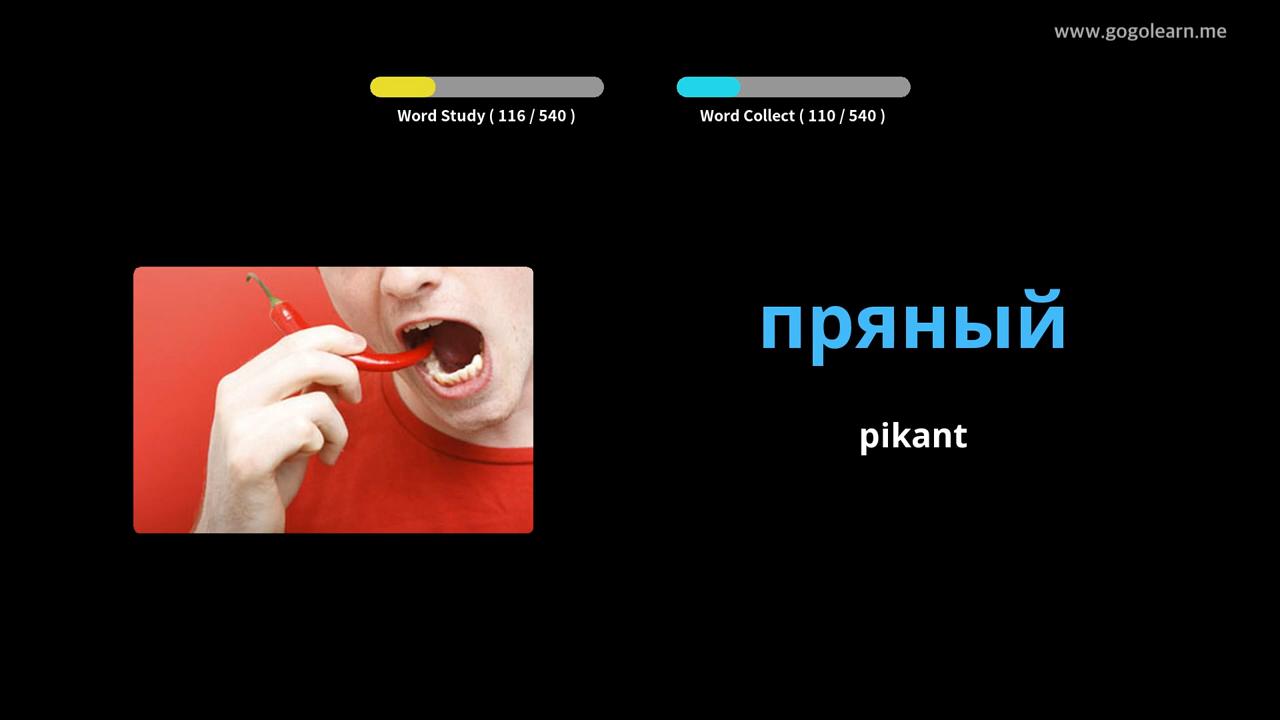 www.gogolearn.me
Word Study ( 116 / 540 )
Word Collect ( 110 / 540 )
пряный
pikant